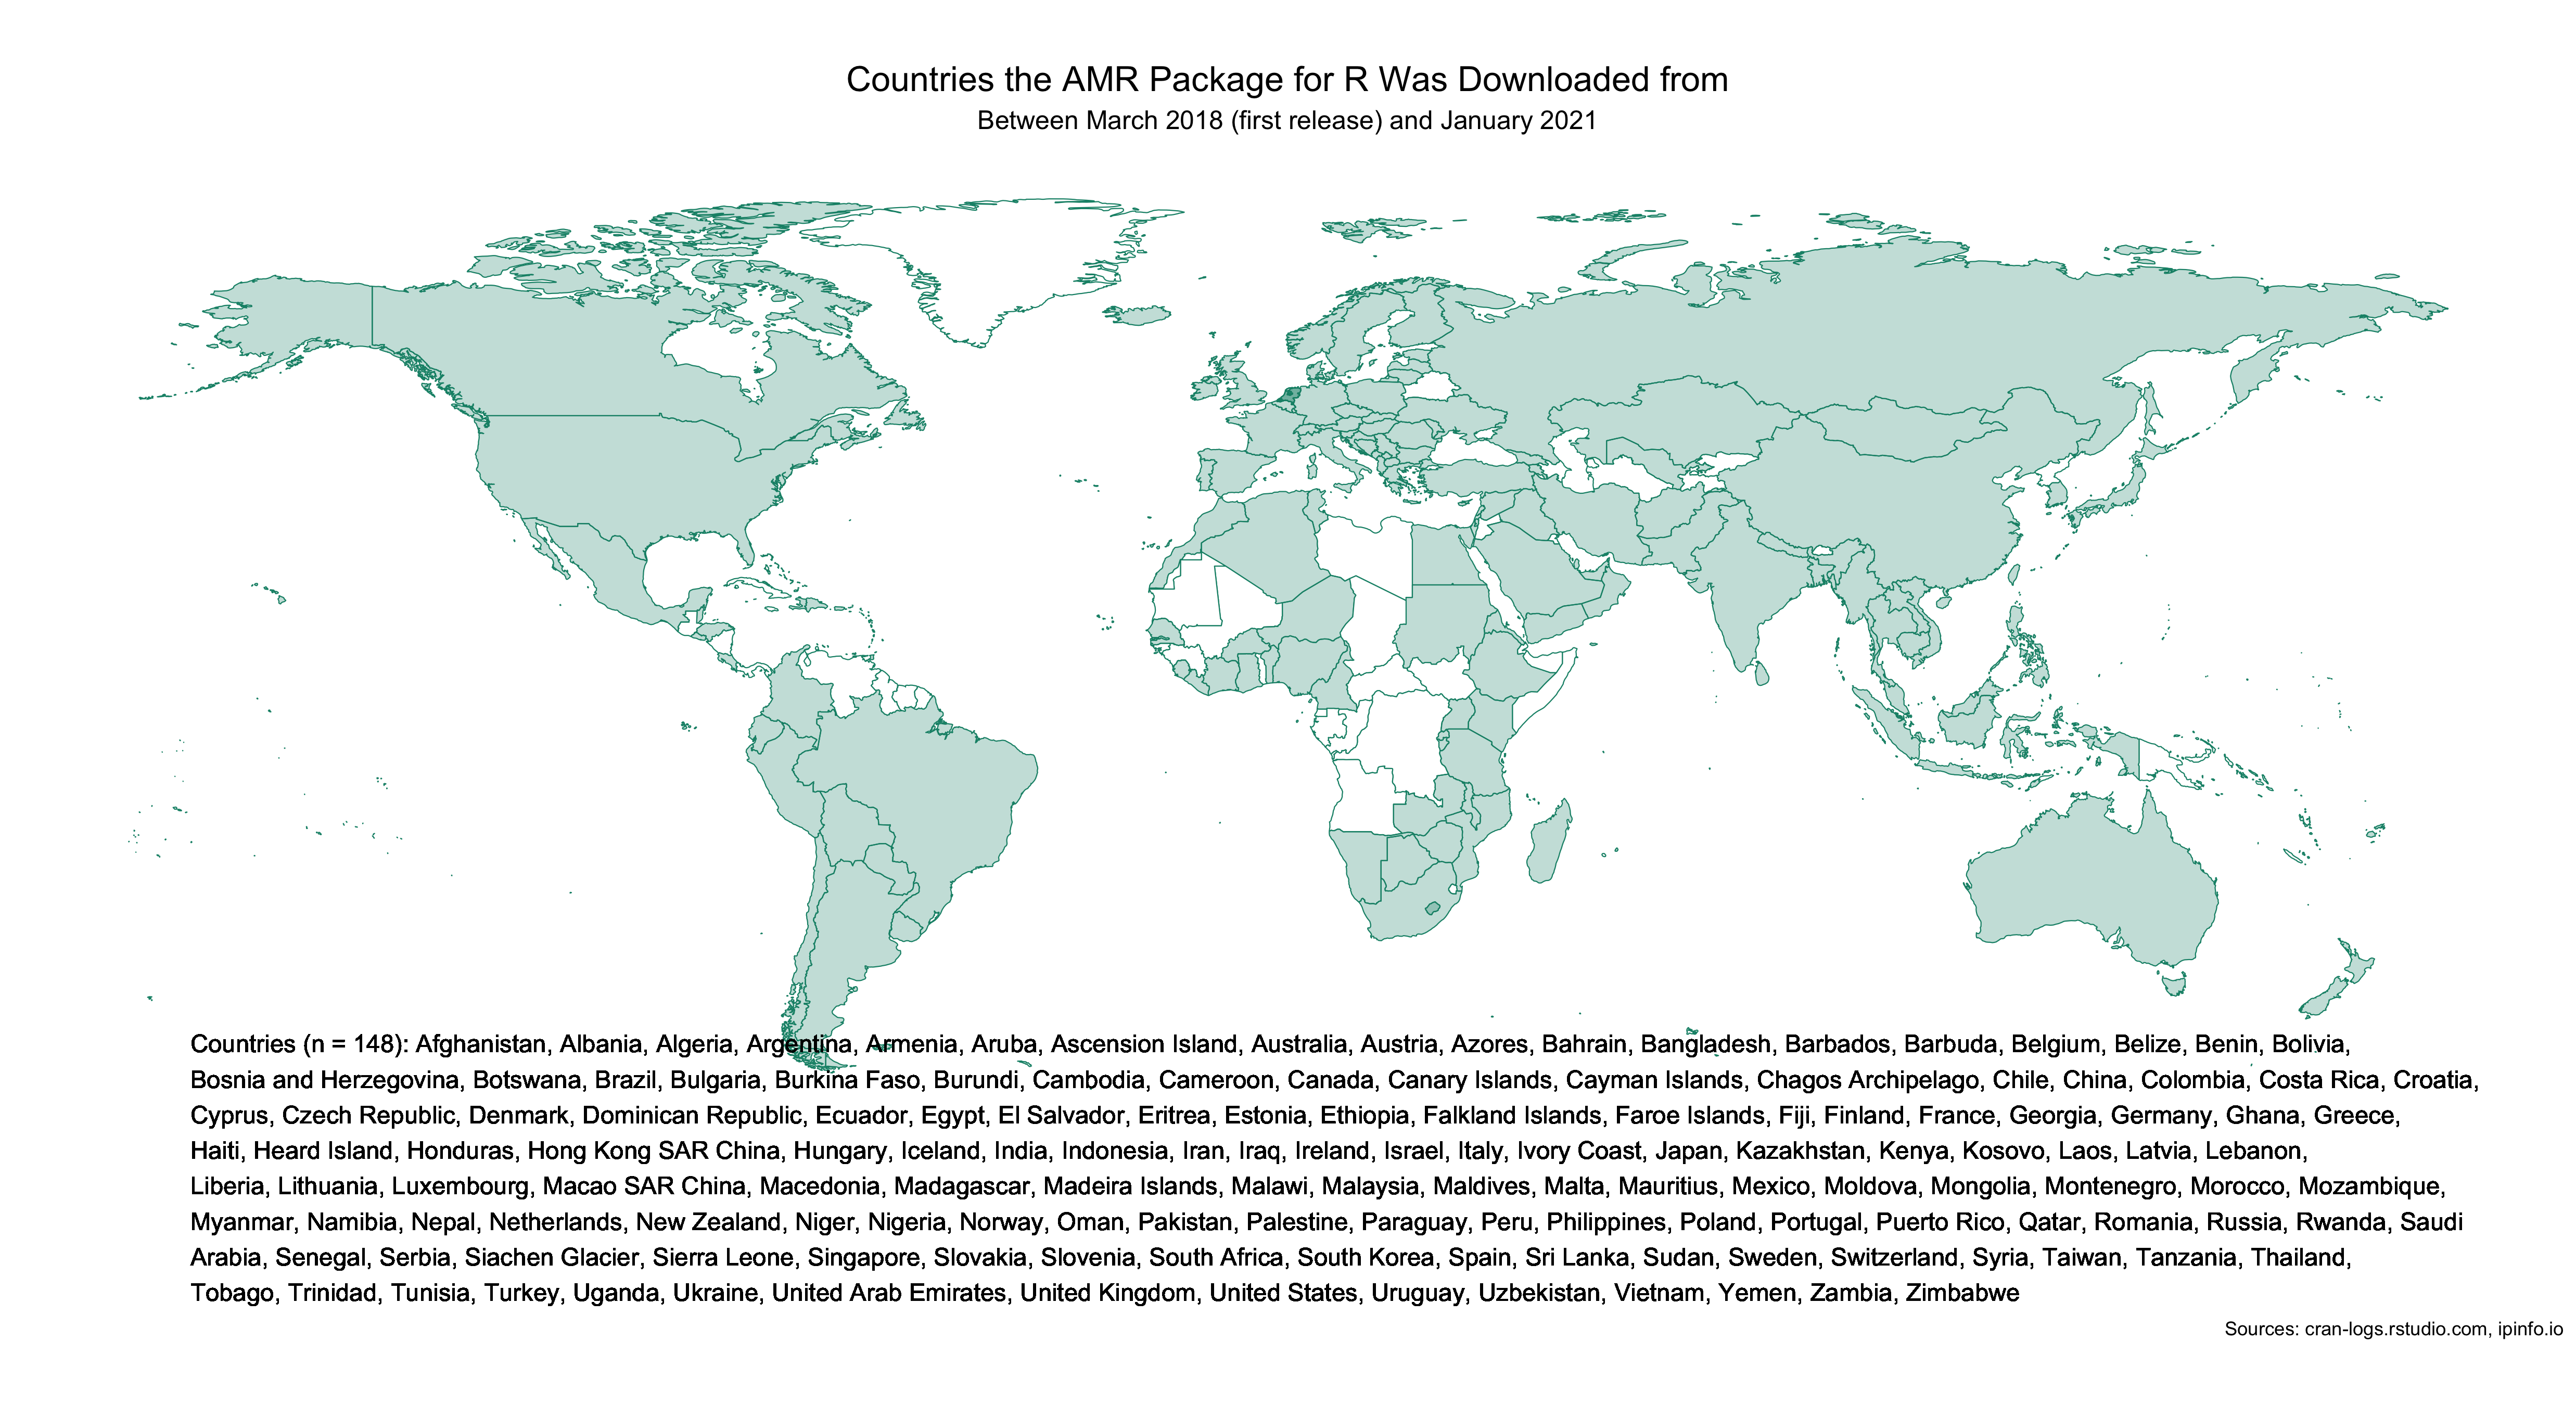 Countries the AMR Package for R Was Downloaded from
Between March 2018 (first release) and January 2021
Countries (n = 148): Afghanistan, Albania, Algeria, Argentina, Armenia, Aruba, Ascension Island, Australia, Austria, Azores, Bahrain, Bangladesh, Barbados, Barbuda, Belgium, Belize, Benin, Bolivia,
Bosnia and Herzegovina, Botswana, Brazil, Bulgaria, Burkina Faso, Burundi, Cambodia, Cameroon, Canada, Canary Islands, Cayman Islands, Chagos Archipelago, Chile, China, Colombia, Costa Rica, Croatia,
Cyprus, Czech Republic, Denmark, Dominican Republic, Ecuador, Egypt, El Salvador, Eritrea, Estonia, Ethiopia, Falkland Islands, Faroe Islands, Fiji, Finland, France, Georgia, Germany, Ghana, Greece,
Haiti, Heard Island, Honduras, Hong Kong SAR China, Hungary, Iceland, India, Indonesia, Iran, Iraq, Ireland, Israel, Italy, Ivory Coast, Japan, Kazakhstan, Kenya, Kosovo, Laos, Latvia, Lebanon,
Liberia, Lithuania, Luxembourg, Macao SAR China, Macedonia, Madagascar, Madeira Islands, Malawi, Malaysia, Maldives, Malta, Mauritius, Mexico, Moldova, Mongolia, Montenegro, Morocco, Mozambique,
Myanmar, Namibia, Nepal, Netherlands, New Zealand, Niger, Nigeria, Norway, Oman, Pakistan, Palestine, Paraguay, Peru, Philippines, Poland, Portugal, Puerto Rico, Qatar, Romania, Russia, Rwanda, Saudi
Arabia, Senegal, Serbia, Siachen Glacier, Sierra Leone, Singapore, Slovakia, Slovenia, South Africa, South Korea, Spain, Sri Lanka, Sudan, Sweden, Switzerland, Syria, Taiwan, Tanzania, Thailand,
Tobago, Trinidad, Tunisia, Turkey, Uganda, Ukraine, United Arab Emirates, United Kingdom, United States, Uruguay, Uzbekistan, Vietnam, Yemen, Zambia, Zimbabwe
Sources: cran-logs.rstudio.com, ipinfo.io